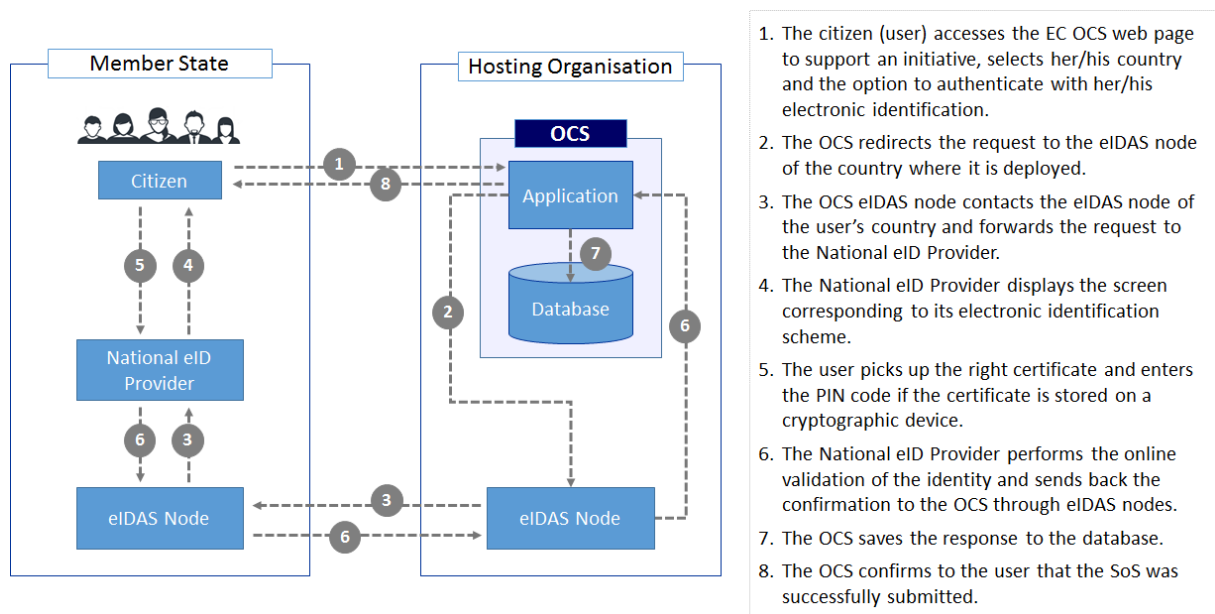 Member State
Hosting Organisation
OCS
1
8
Citizen
Application
5
4
7
2
Database
6
National eID
Provider
6
3
3
eIDAS Node
eIDAS Node
6
1. The citizen (user) accesses the EC OCS web page
to support an initiative, selects her/his country
and the option to authenticate with her/his
electronic identification.
2. The OCS redirects the request to the eIDAS node
of the country where it is deployed.
3. The OCS eIDAS node contacts the eIDAS node of
the user's country and forwards the request to
the National eID Provider.
4. The National eID Provider displays the screen
corresponding to its electronic identification
scheme.
5. The user picks up the right certificate and enters
the PIN code if the certificate is stored on a
cryptographic device.
6. The National eID Provider performs the online
validation of the identity and sends back the
confirmation to the OCS through eIDAS nodes.
7. The OCS saves the response to the database.
8. The OCS confirms to the user that the SoS was
successfully submitted.